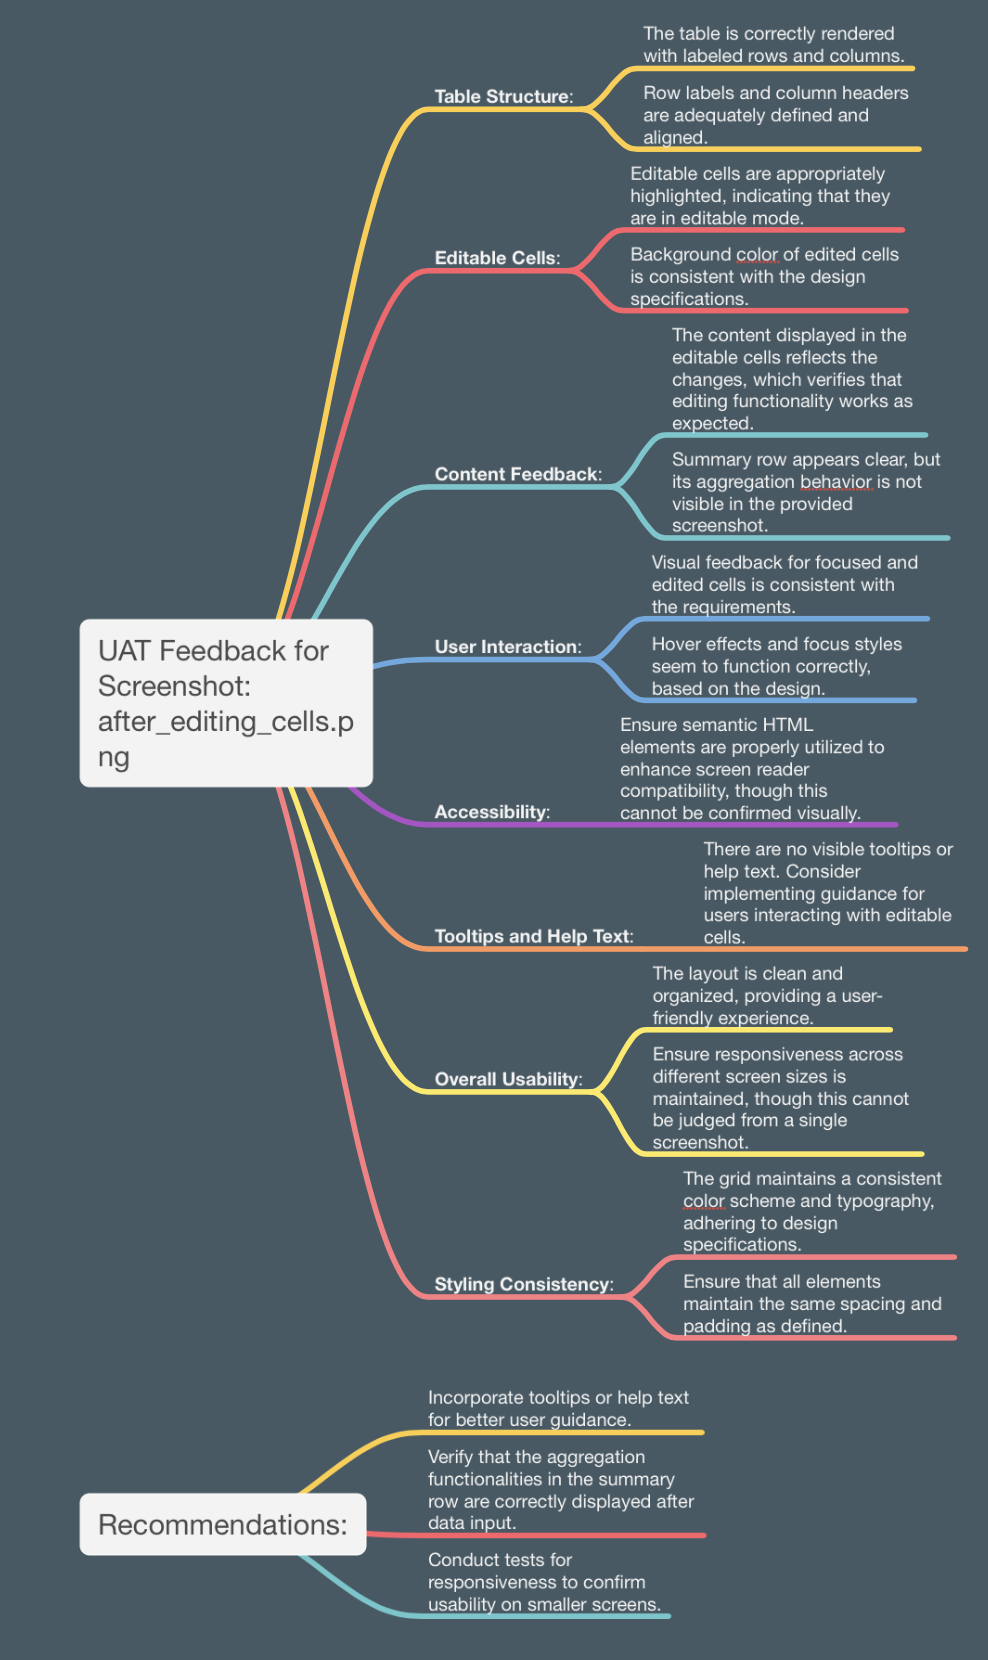 The table is correctly rendered
with labeled rows and columns.
Table Structure:
Row labels and column headers
are adequately defined and
aligned.
Editable cells are appropriately
highlighted, indicating that they
are in editable mode.
Editable Cells:
Background color of edited cells
is consistent with the design
specifications.
The content displayed in the
editable cells reflects the
changes, which verifies that
editing functionality works as
expected.
Content Feedback:
Summary row appears clear, but
its aggregation behavior is not
visible in the provided
screenshot.
Visual feedback for focused and
edited cells is consistent with
the requirements.
User Interaction:
Hover effects and focus styles
seem to function correctly,
based on the design.
UAT Feedback for
Screenshot:
after_editing_cells.p
ng
Ensure semantic HTML
elements are properly utilized to
enhance screen reader
compatibility, though this
cannot be confirmed visually.
Accessibility:
There are no visible tooltips or
help text. Consider
implementing guidance for
users interacting with editable
cells.
Tooltips and Help Text:
The layout is clean and
organized, providing a user-
friendly experience.
Overall Usability:
Ensure responsiveness across
different screen sizes is
maintained, though this cannot
be judged from a single
screenshot.
The grid maintains a consistent
color scheme and typography,
adhering to design
specifications.
Styling Consistency:
Ensure that all elements
maintain the same spacing and
padding as defined.
Incorporate tooltips or help text
for better user guidance.
Verify that the aggregation
functionalities in the summary
row are correctly displayed after
data input.
Recommendations:
Conduct tests for
responsiveness to confirm
usability on smaller screens.